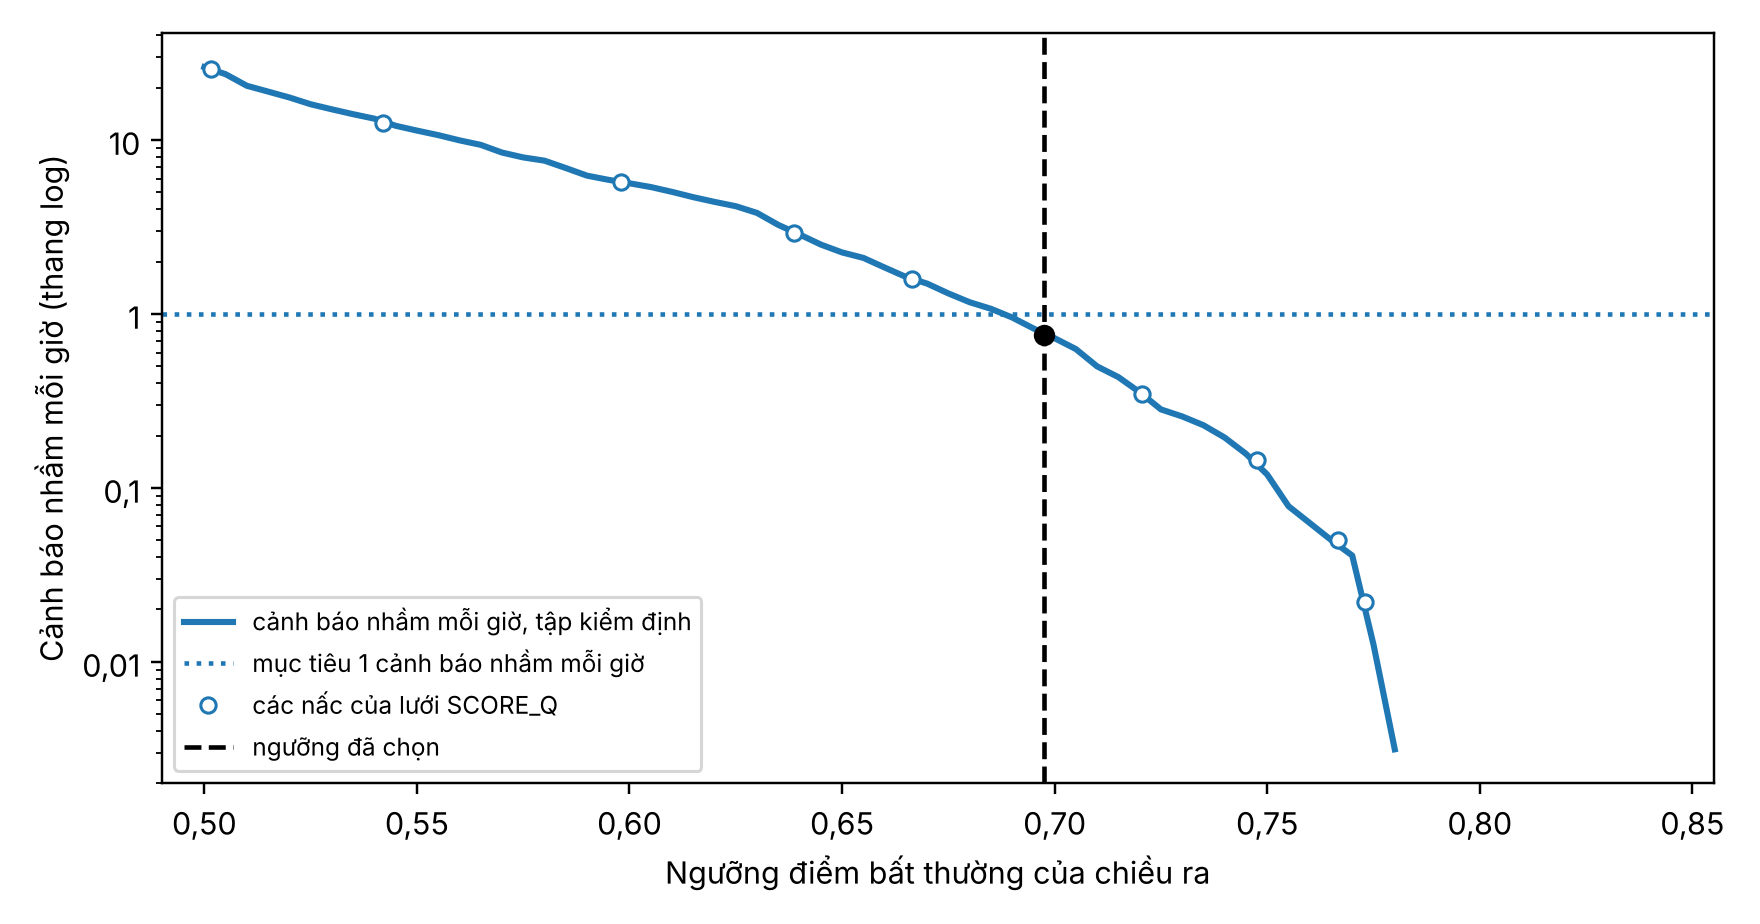 Cảnh báo nhầm mỗi giờ (thang log)
10
1
0,1
0,01
cảnh báo nhầm mỗi giờ, tập kiểm định
mục tiêu 1 cảnh báo nhầm mỗi giờ
các nấc của lưới SCORE_Q
ngưỡng đã chọn
0,50 0,55 0,60 0,65 0,70 0,75 0,80 0,85
Ngưỡng điểm bất thường của chiều ra